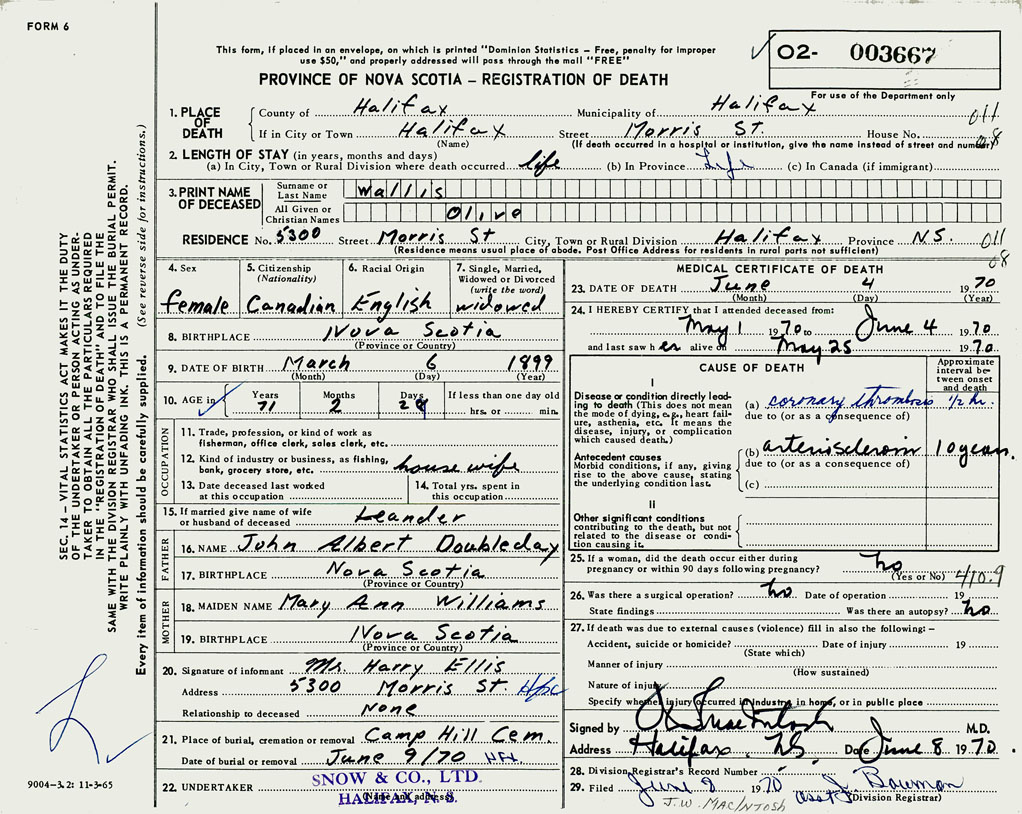 FORM 6
This form, if placed in an envelope, on which is printed "Dominion Statistics – Free, penalty for improper
use $50," and properly addressed will pass through the mail "FREE"
02- 003667
For use of the Department only
PROVINCE OF NOVA SCOTIA – REGISTRATION OF DEATH
1. PLACE OF DEATH
County of Halifax Municipality of Halifax 011
If in City or Town Halifax Street Morris St. House No. 08
(Name) (If death occurred in a hospital or institution, give the name instead of street and number)
2. LENGTH OF STAY (in years, months and days)
(a) In City, Town or Rural Division where death occurred life (b) In Province Life (c) In Canada (if immigrant)
3. PRINT NAME OF DECEASED
Surname or Last Name Wallis
All Given or Christian Names Olive
RESIDENCE No. 5300 Street Morris St City, Town or Rural Division Halifax Province N.S. 011
(Residence means usual place of abode. Post Office Address for residents in rural ports not sufficient) 08
4. Sex female
5. Citizenship (Nationality) Canadian
6. Racial Origin English
7. Single, Married, Widowed or Divorced (write the word) widowed
8. BIRTHPLACE Nova Scotia
(Province or Country)
9. DATE OF BIRTH March 6 1899
(Month) (Day) (Year)
10. AGE in Years 71 Months 2 Days 28 If less than one day old hrs. or min.
OCCUPATION
11. Trade, profession, or kind of work as fisherman, office clerk, sales clerk, etc.
12. Kind of industry or business, as fishing, bank, grocery store, etc. house wife
13. Date deceased last worked at this occupation
14. Total yrs. spent in this occupation
15. If married give name of wife or husband of deceased Leander
FATHER
16. NAME John Albert Doubleday
17. BIRTHPLACE Nova Scotia
(Province or Country)
MOTHER
18. MAIDEN NAME Mary Ann Williams
19. BIRTHPLACE Nova Scotia
(Province or Country)
20. Signature of informant Mr. Harry Ellis
Address 5300 Morris St.
Relationship to deceased None
21. Place of burial, cremation or removal Camp Hill Cem.
Date of burial or removal June 9/70 HFX.
22. UNDERTAKER SNOW & CO., LTD.
HALIFAX, N. S.
(Name and address)
MEDICAL CERTIFICATE OF DEATH
23. DATE OF DEATH June 4 1970
(Month) (Day) (Year)
24. I HEREBY CERTIFY that I attended deceased from:
May 1 1970 to June 4 1970
and last saw her alive on May 25 1970
CAUSE OF DEATH
Approximate interval between onset and death
I
Disease or condition directly leading to death (This does not mean the mode of dying, e.g., heart failure, asthenia, etc. It means the disease, injury, or complication which caused death.)
(a) coronary thrombosis 1/2 hr.
due to (or as a consequence of)
Antecedent causes
Morbid conditions, if any, giving rise to the above cause, stating the underlying condition last.
(b) arteriosclerosis 10 years.
due to (or as a consequence of)
(c)
II
Other significant conditions contributing to the death, but not related to the disease or condition causing it.
25. If a woman, did the death occur either during pregnancy or within 90 days following pregnancy? no
(Yes or No) 410.9
26. Was there a surgical operation? no Date of operation 19
State findings Was there an autopsy? no
27. If death was due to external causes (violence) fill in also the following: –
Accident, suicide or homicide? Date of injury 19
(State which)
Manner of injury
(How sustained)
Nature of injury
Specify whether injury occurred in industry, in home, or in public place
Signed by MacIntosh M.D.
Address Halifax. NS. Date June 8 1970.
28. Division Registrar's Record Number
29. Filed June 9 1970 Asst J. Bowman
(Division Registrar)
J.W. MACINTOSH
SEC. 14 – VITAL STATISTICS ACT MAKES IT THE DUTY
OF THE UNDERTAKER OR PERSON ACTING AS UNDER-
TAKER TO OBTAIN ALL THE PARTICULARS REQUIRED
IN THE "REGISTRATION OF DEATH" AND TO FILE THE
SAME WITH THE DIVISION REGISTRAR WHO SHALL ISSUE THE BURIAL PERMIT.
WRITE PLAINLY WITH UNFADING INK. THIS IS A PERMANENT RECORD.
Every item of information should be carefully supplied. (See reverse side for instructions.)
9004–3.2: 11-3-65